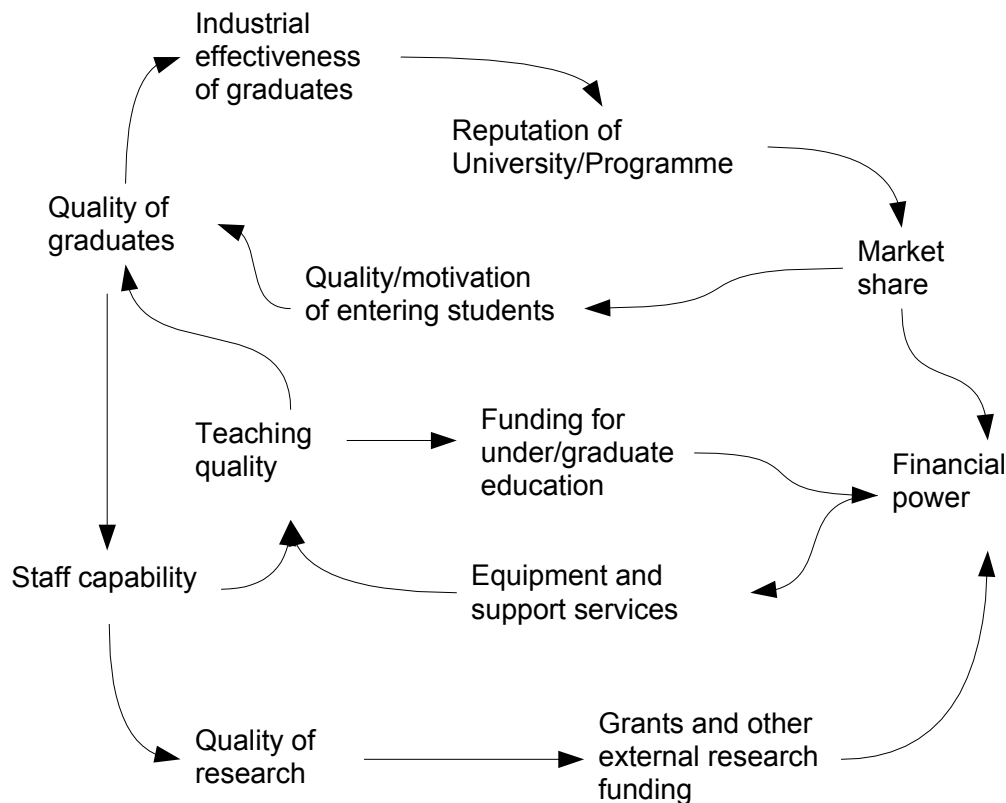 Industrial
effectiveness
of graduates
Reputation of
University/Programme
Quality of
graduates
Market
share
Quality/motivation
of entering students
Teaching
quality
Funding for
under/graduate
education
Financial
power
Staff capability
Equipment and
support services
Quality of
research
Grants and other
external research
funding